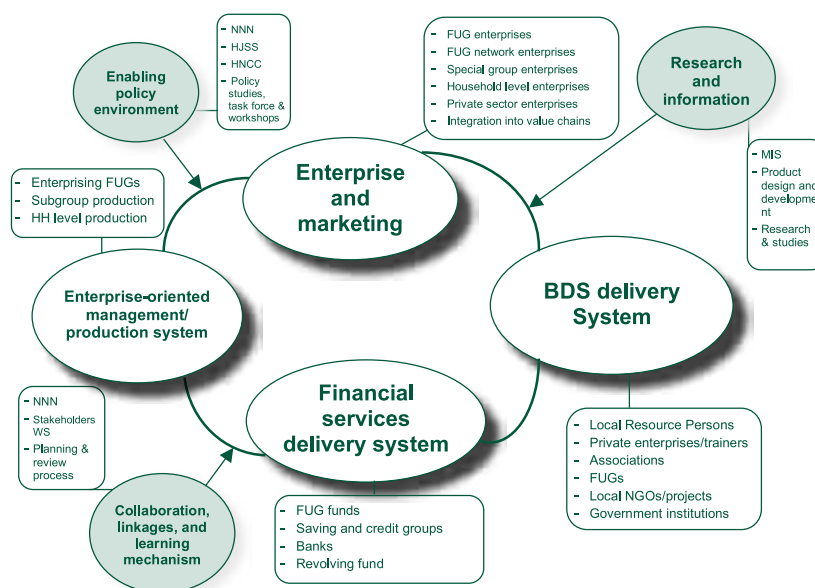 Enabling
policy
environment
– NNN
– HJSS
– HNCC
– Policy
studies,
task force &
workshops
– FUG enterprises
– FUG network enterprises
– Special group enterprises
– Household level enterprises
– Private sector enterprises
– Integration into value chains
Research
and
information
– MIS
– Product
design and
developme
nt
– Research
& studies
– Enterprising FUGs
– Subgroup production
– HH level production
Enterprise
and
marketing
Enterprise-oriented
management/
production system
BDS delivery
System
Financial
services
delivery system
– NNN
– Stakeholders
WS
– Planning &
review
process
Collaboration,
linkages, and
learning
mechanism
– FUG funds
– Saving and credit groups
– Banks
– Revolving fund
– Local Resource Persons
– Private enterprises/trainers
– Associations
– FUGs
– Local NGOs/projects
– Government institutions